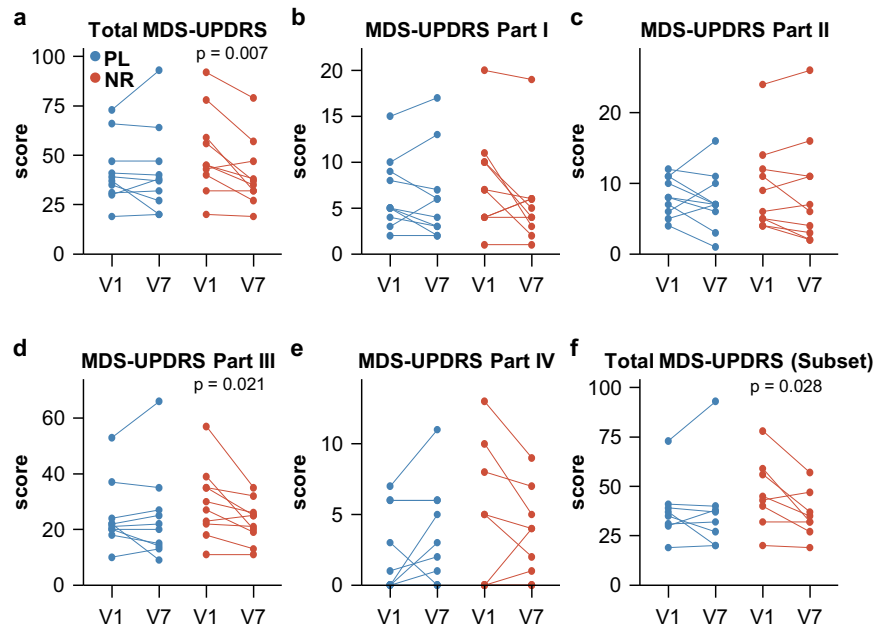 a
Total MDS-UPDRS
p = 0.007
PL
NR
score
100
75
50
25
0
V1 V7 V1 V7
b
MDS-UPDRS Part I
score
20
15
10
5
0
V1 V7 V1 V7
c
MDS-UPDRS Part II
score
20
10
0
V1 V7 V1 V7
d
MDS-UPDRS Part III
p = 0.021
score
60
40
20
0
V1 V7 V1 V7
e
MDS-UPDRS Part IV
score
10
5
0
V1 V7 V1 V7
f
Total MDS-UPDRS (Subset)
p = 0.028
score
100
75
50
25
0
V1 V7 V1 V7